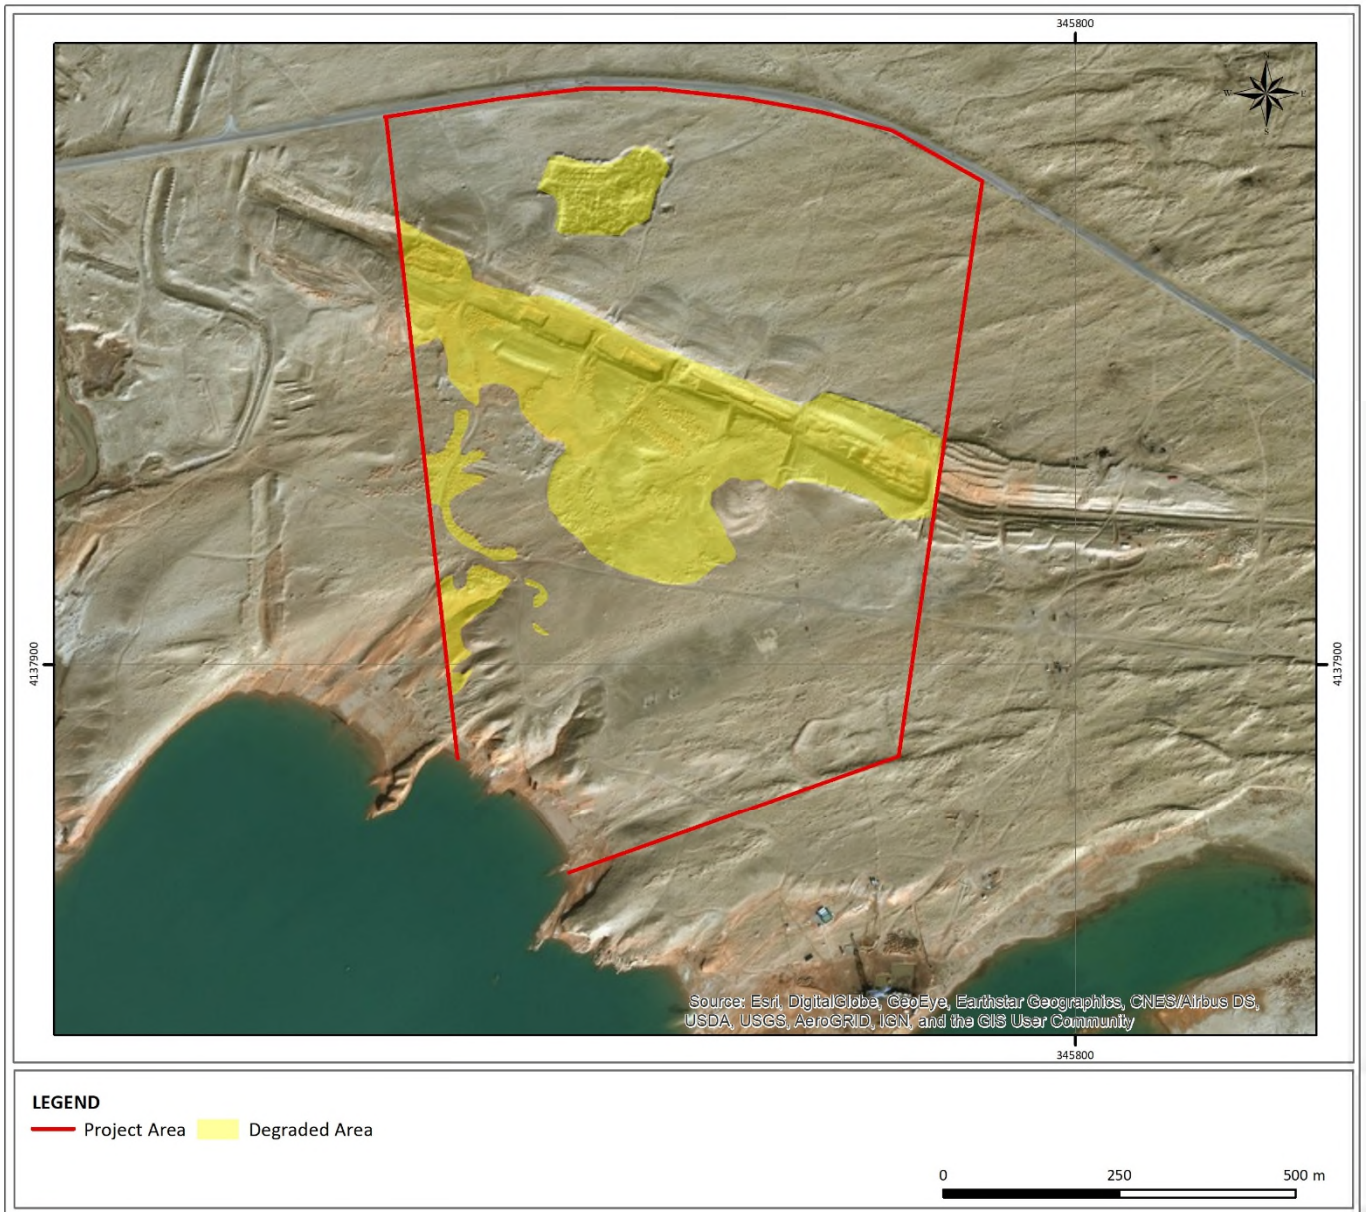 345800
N
W E
S
4137900
4137900
Source: Esri, DigitalGlobe, GeoEye, Earthstar Geographics, CNES/Airbus DS,
USDA, USGS, AeroGRID, IGN, and the GIS User Community
345800
LEGEND
Project Area Degraded Area
0 250 500 m